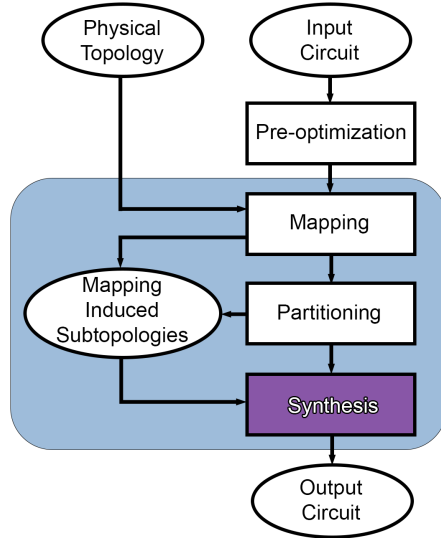 Physical
Topology
Input
Circuit
Pre-optimization
Mapping
Mapping
Induced
Subtopologies
Partitioning
Synthesis
Output
Circuit